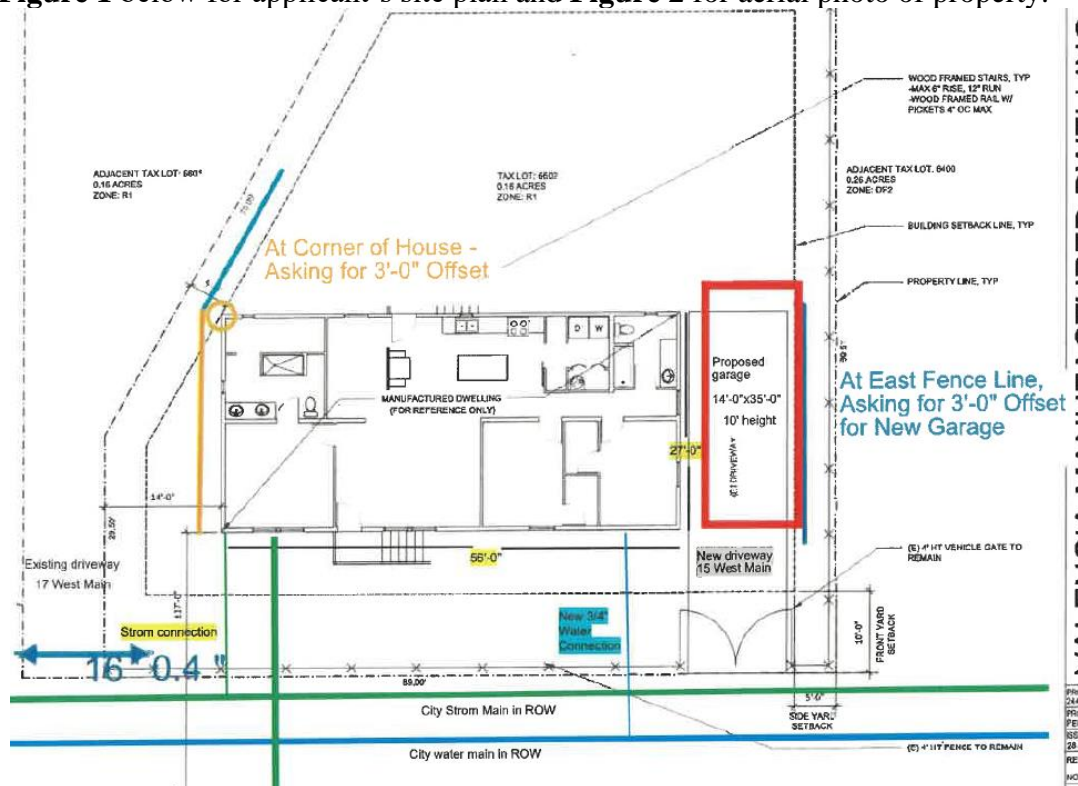 Figure 1 below for applicant's site plan and Figure 2 for aerial photo of property.
WOOD FRAMED STAIRS, TYP
-MAX 6" RISE, 12" RUN
-WOOD FRAMED RAIL W/
PICKETS 4" OC MAX
ADJACENT TAX LOT:
0.16 ACRES
ZONE: R1
TAX LOT: 6602
0.16 ACRES
ZONE: R1
ADJACENT TAX LOT. 6400
0.26 ACRES
ZONE: DF2
BUILDING SETBACK LINE, TYP
At Corner of House -
Asking for 3'-0" Offset
PROPERTY LINE, TYP
D W
90.5'
Proposed
garage
14'-0"x35'-0"
10' height
At East Fence Line,
Asking for 3'-0" Offset
for New Garage
MANUFACTURED DWELLING
(FOR REFERENCE ONLY)
27'-0"
(E) DRIVEWAY
14'-0"
29.50'
Existing driveway
17 West Main
56'-0"
New driveway
15 West Main
(E) 4' HT VEHICLE GATE TO
REMAIN
Strom connection
New 3/4"
Water
Connection
10'-0"
FRONT YARD
SETBACK
16 0.4 "
89.00'
City Strom Main in ROW
5'-0"
SIDE YARD
SETBACK
City water main in ROW
(E) 4' HT FENCE TO REMAIN